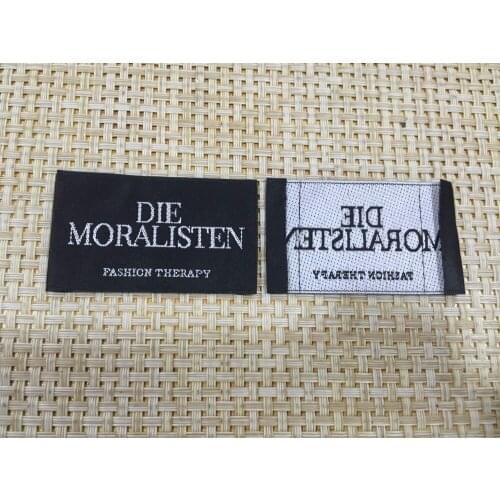 DIE
MORALISTEN
FASHION THERAPY
DIE
MORALISTEN
FASHION THERAPY